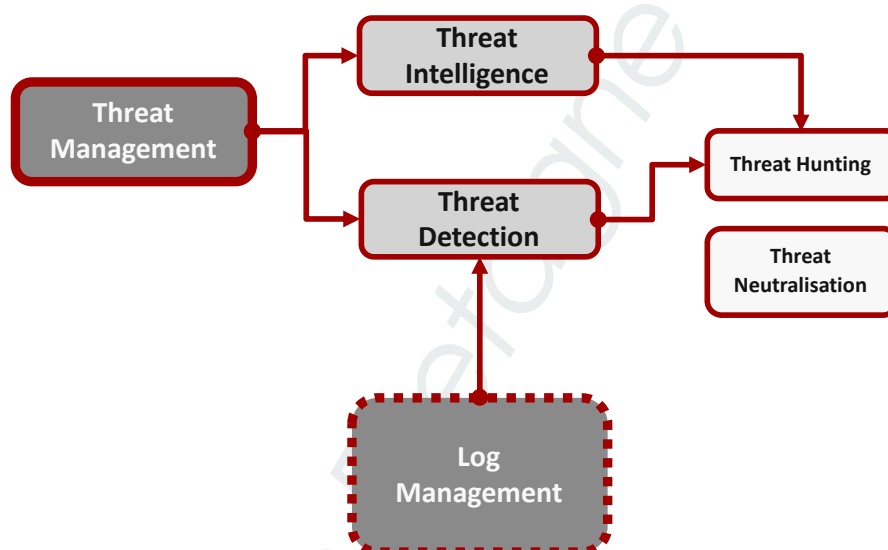 Threat
Intelligence
Threat
Management
Threat Hunting
Threat
Detection
Threat
Neutralisation
Log
Management